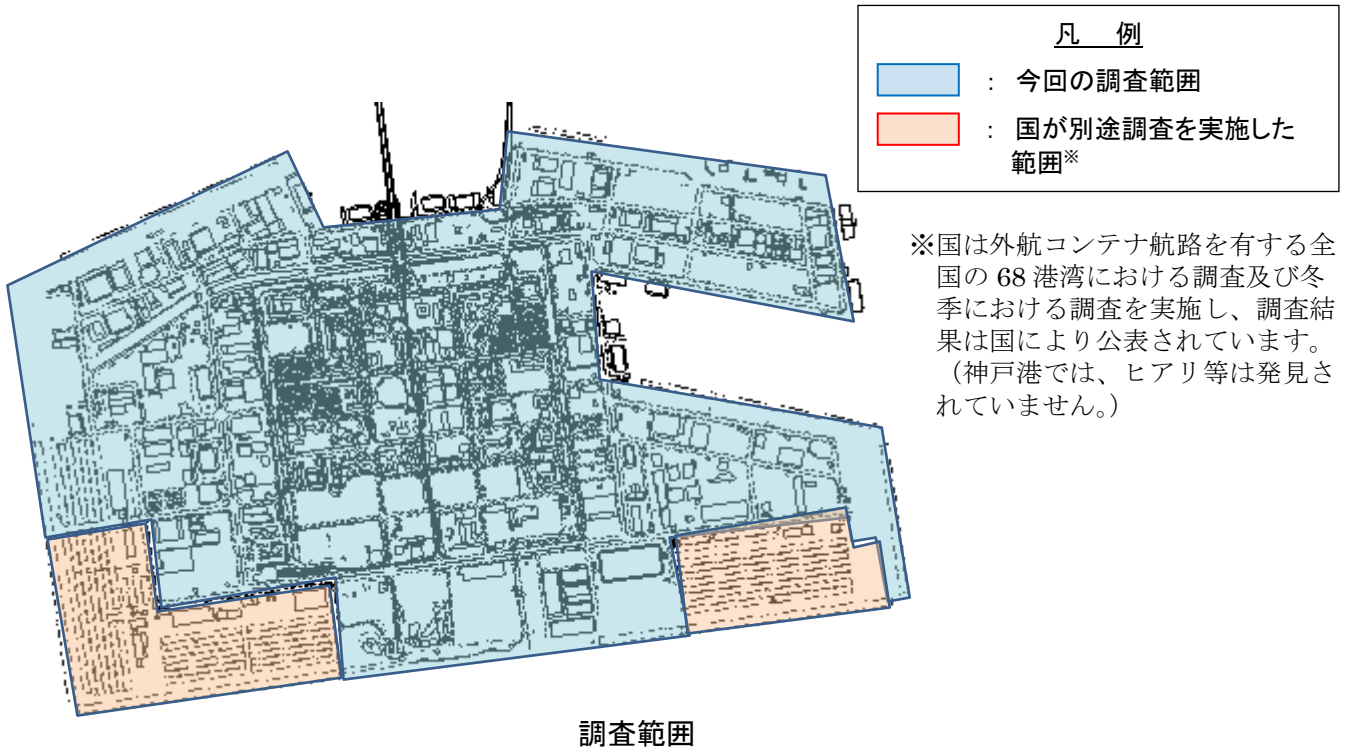 凡　例
： 今回の調査範囲
： 国が別途調査を実施した
範囲※
※国は外航コンテナ航路を有する全
国の 68 港湾における調査及び冬
季における調査を実施し、調査結
果は国により公表されています。
（神戸港では、ヒアリ等は発見さ
れていません。）
調査範囲